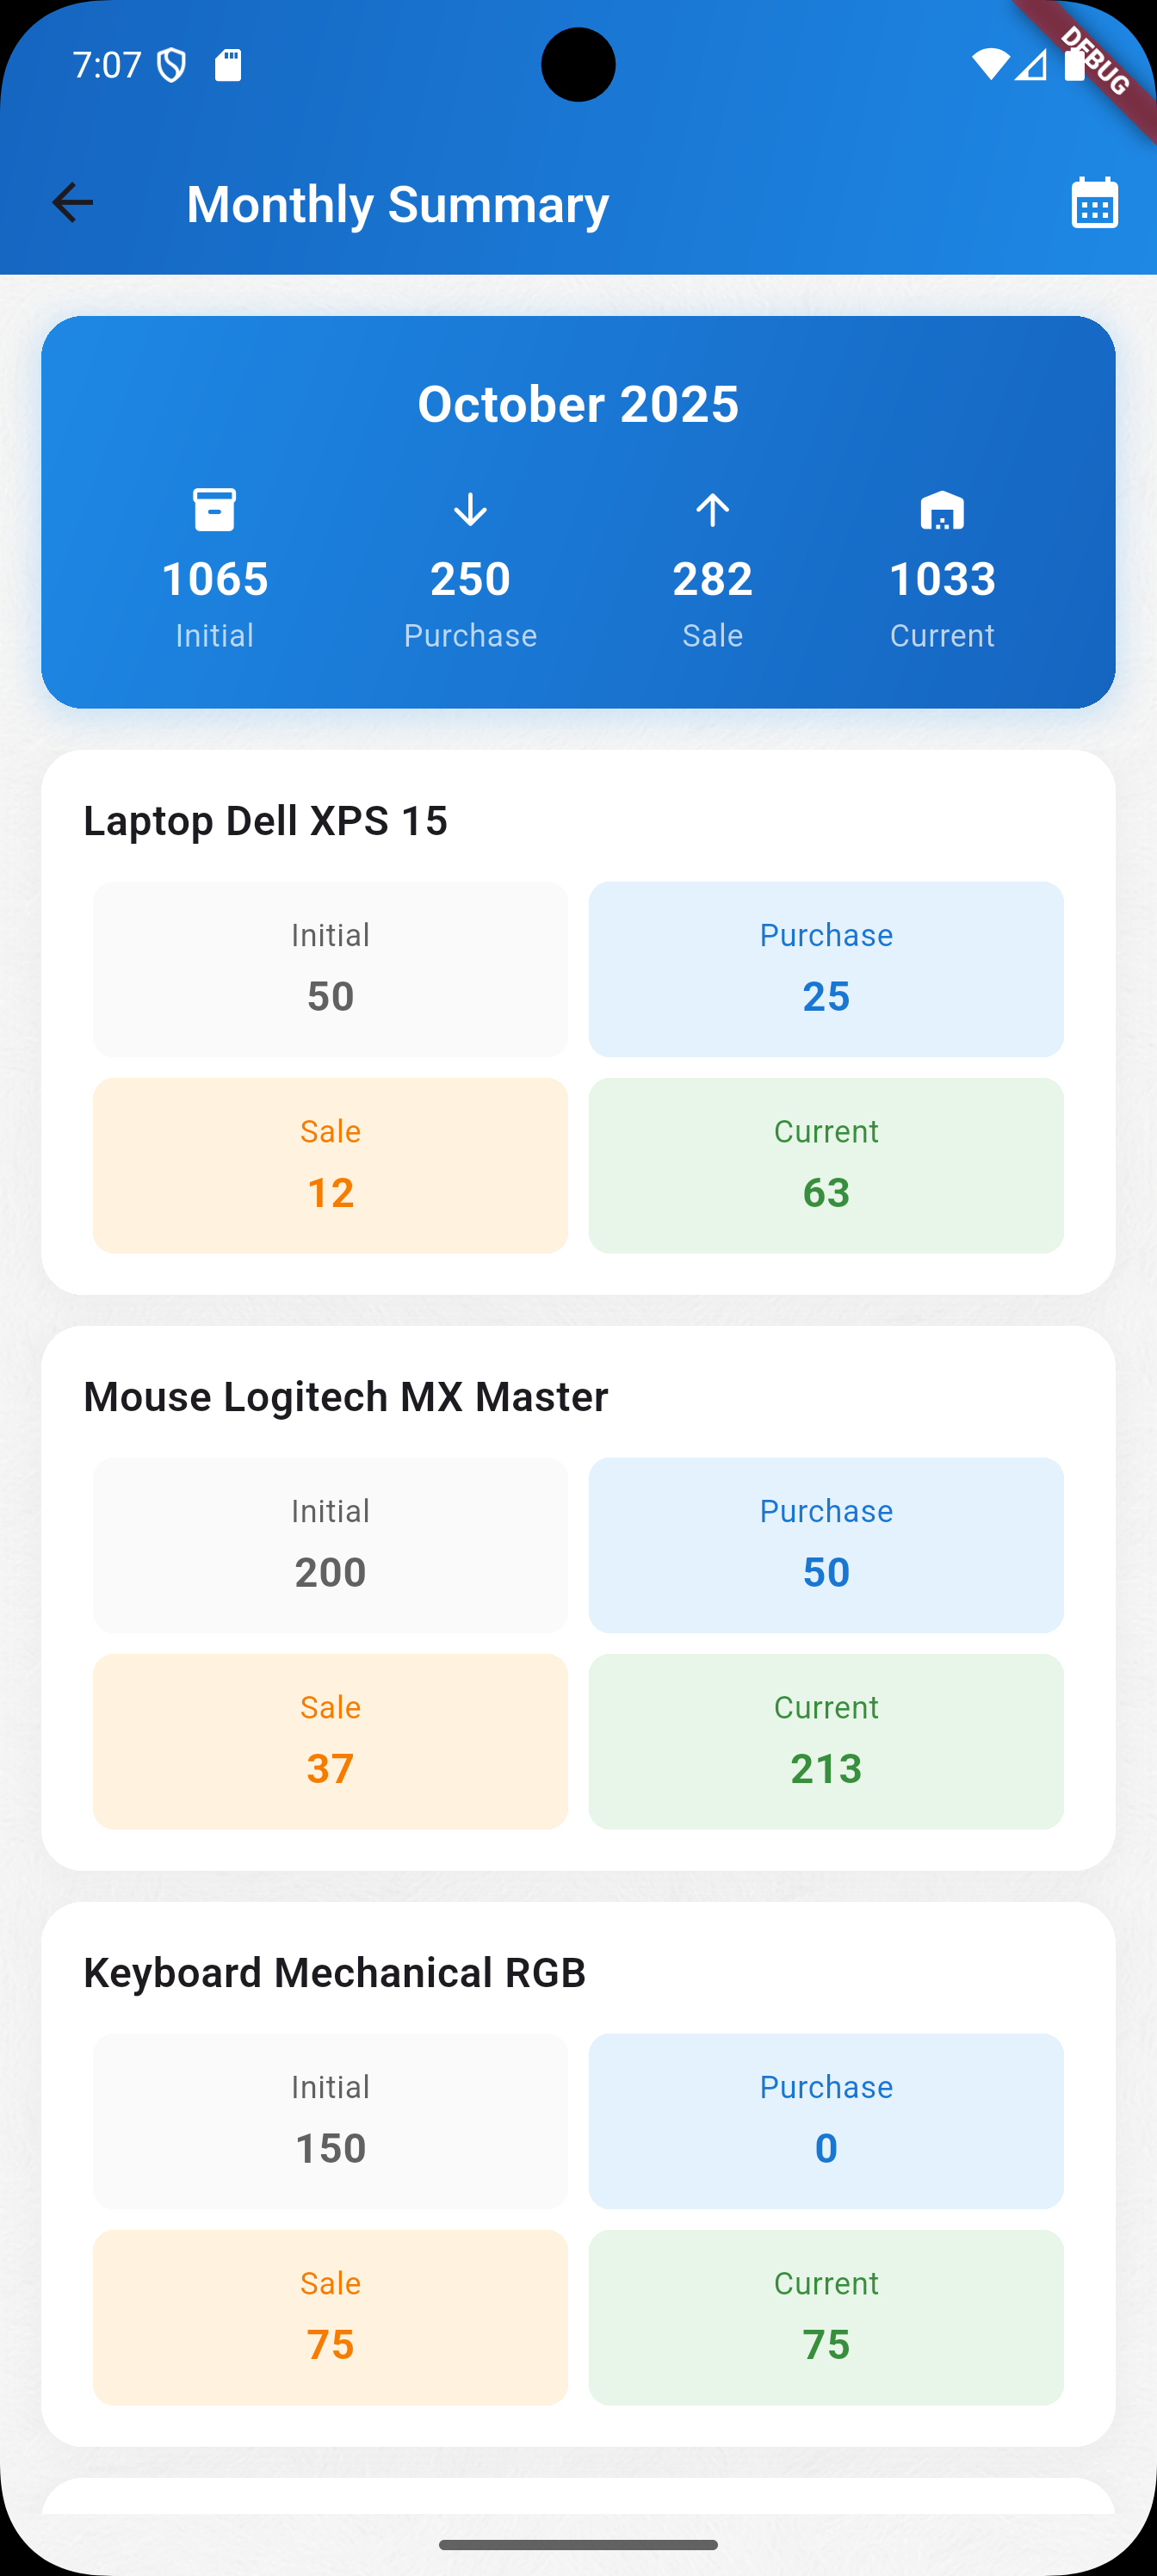 7:07
DEBUG
Monthly Summary
October 2025
1065 250 282 1033
Initial Purchase Sale Current
Laptop Dell XPS 15
Initial Purchase
50 25
Sale Current
12 63
Mouse Logitech MX Master
Initial Purchase
200 50
Sale Current
37 213
Keyboard Mechanical RGB
Initial Purchase
150 0
Sale Current
75 75